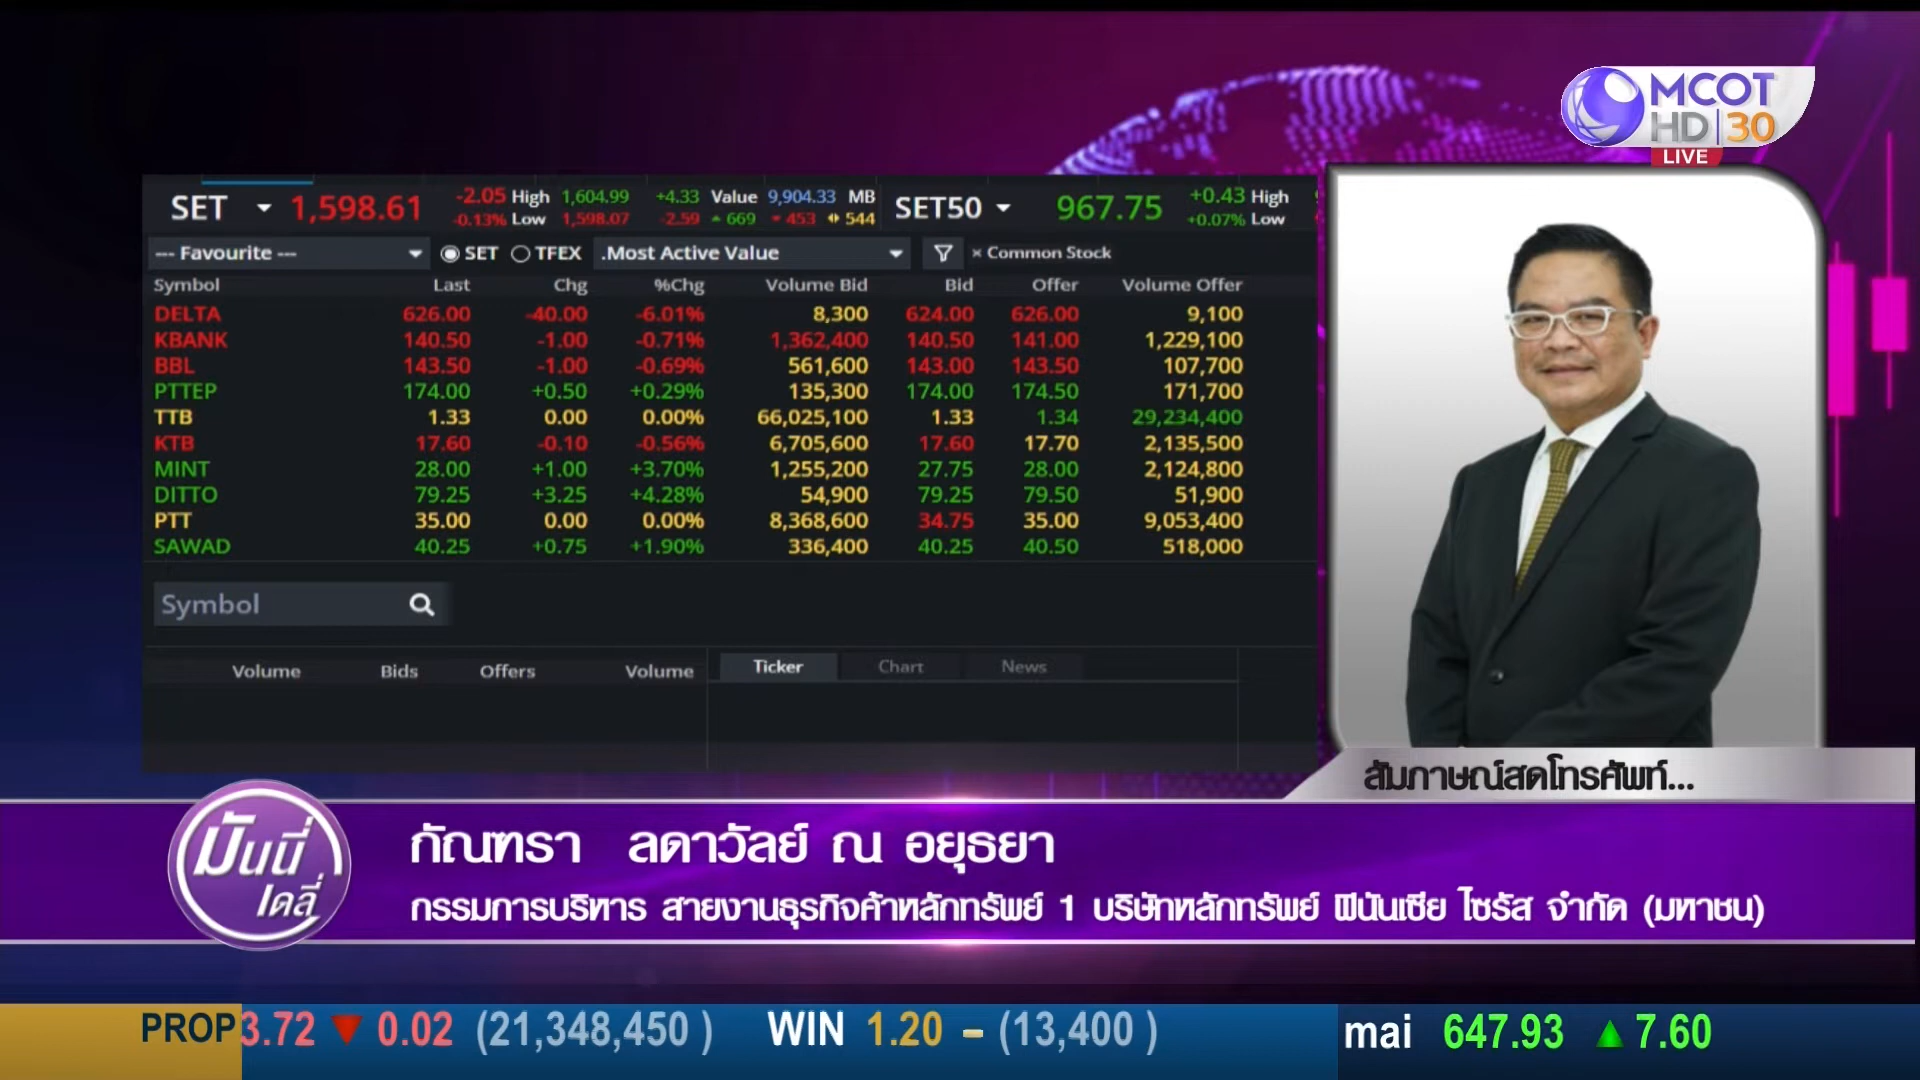 MCOT
HD 30
LIVE
SET 1,598.61 -2.05 High 1,604.99 +4.33 Value 9,904.33 MB SET50 967.75 +0.43 High
-0.13% Low 1,598.07 -2.59 669 453 544 +0.07% Low
--- Favourite --- SET TFEX .Most Active Value × Common Stock
Symbol Last Chg %Chg Volume Bid Bid Offer Volume Offer
DELTA 626.00 -40.00 -6.01% 8,300 624.00 626.00 9,100
KBANK 140.50 -1.00 -0.71% 1,362,400 140.50 141.00 1,229,100
BBL 143.50 -1.00 -0.69% 561,600 143.00 143.50 107,700
PTTEP 174.00 +0.50 +0.29% 135,300 174.00 174.50 171,700
TTB 1.33 0.00 0.00% 66,025,100 1.33 1.34 29,234,400
KTB 17.60 -0.10 -0.56% 6,705,600 17.60 17.70 2,135,500
MINT 28.00 +1.00 +3.70% 1,255,200 27.75 28.00 2,124,800
DITTO 79.25 +3.25 +4.28% 54,900 79.25 79.50 51,900
PTT 35.00 0.00 0.00% 8,368,600 34.75 35.00 9,053,400
SAWAD 40.25 +0.75 +1.90% 336,400 40.25 40.50 518,000
Symbol
Volume Bids Offers Volume Ticker Chart News
สัมภาษณ์สดโทรศัพท์...
มันนี่
เดลี่
กัณฑรา ลดาวัลย์ ณ อยุธยา
กรรมการบริหาร สายงานธุรกิจค้าหลักทรัพย์ 1 บริษัทหลักทรัพย์ ฟินันเซีย ไซรัส จำกัด (มหาชน)
PROP 3.72 ▼ 0.02 (21,348,450 ) WIN 1.20 – (13,400 ) mai 647.93 ▲ 7.60